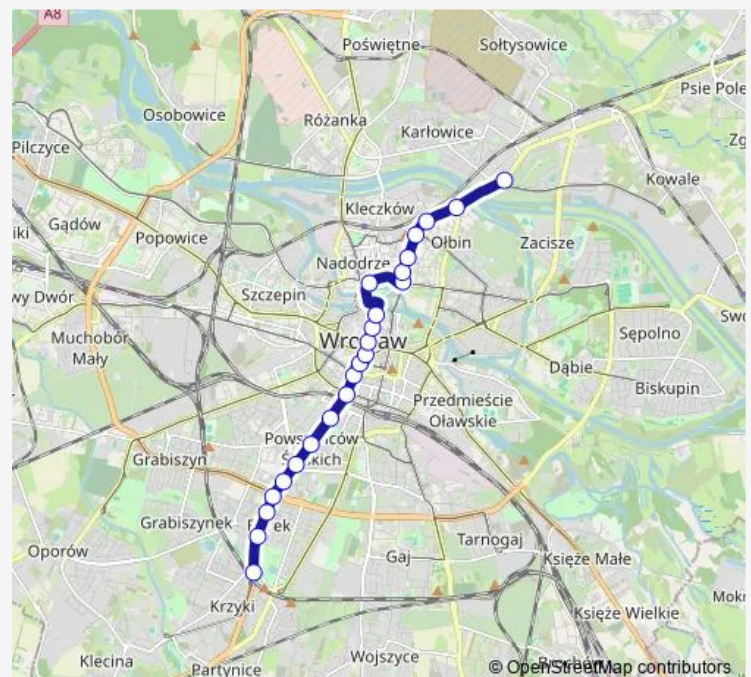 A8
Poświętne
Sołtysowice
Psie Pole
Osobowice
Różanka
Karłowice
Pilczyce
Kowale
Kleczków
Gądów
Popowice
Ołbin
Zacisze
Nadodrze
wy Dwór
Szczepin
Muchobór
Mały
Wrocław
Sępolno
Dąbie
Biskupin
Przedmieście
Oławskie
Grabiszyn
Grabiszynek
Tarnogaj
Oporów
Gaj
Księże Małe
Krzyki
Księże Wielkie
Klecina
Wojszyce
Partynice
© OpenStreetMap contributors